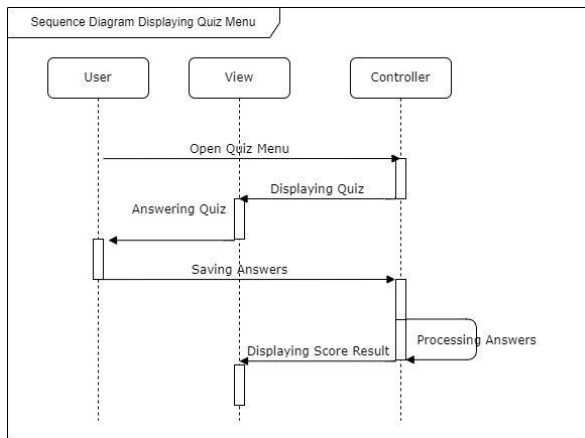 Sequence Diagram Displaying Quiz Menu
User
View
Controller
Open Quiz Menu
Displaying Quiz
Answering Quiz
Saving Answers
Processing Answers
Displaying Score Result